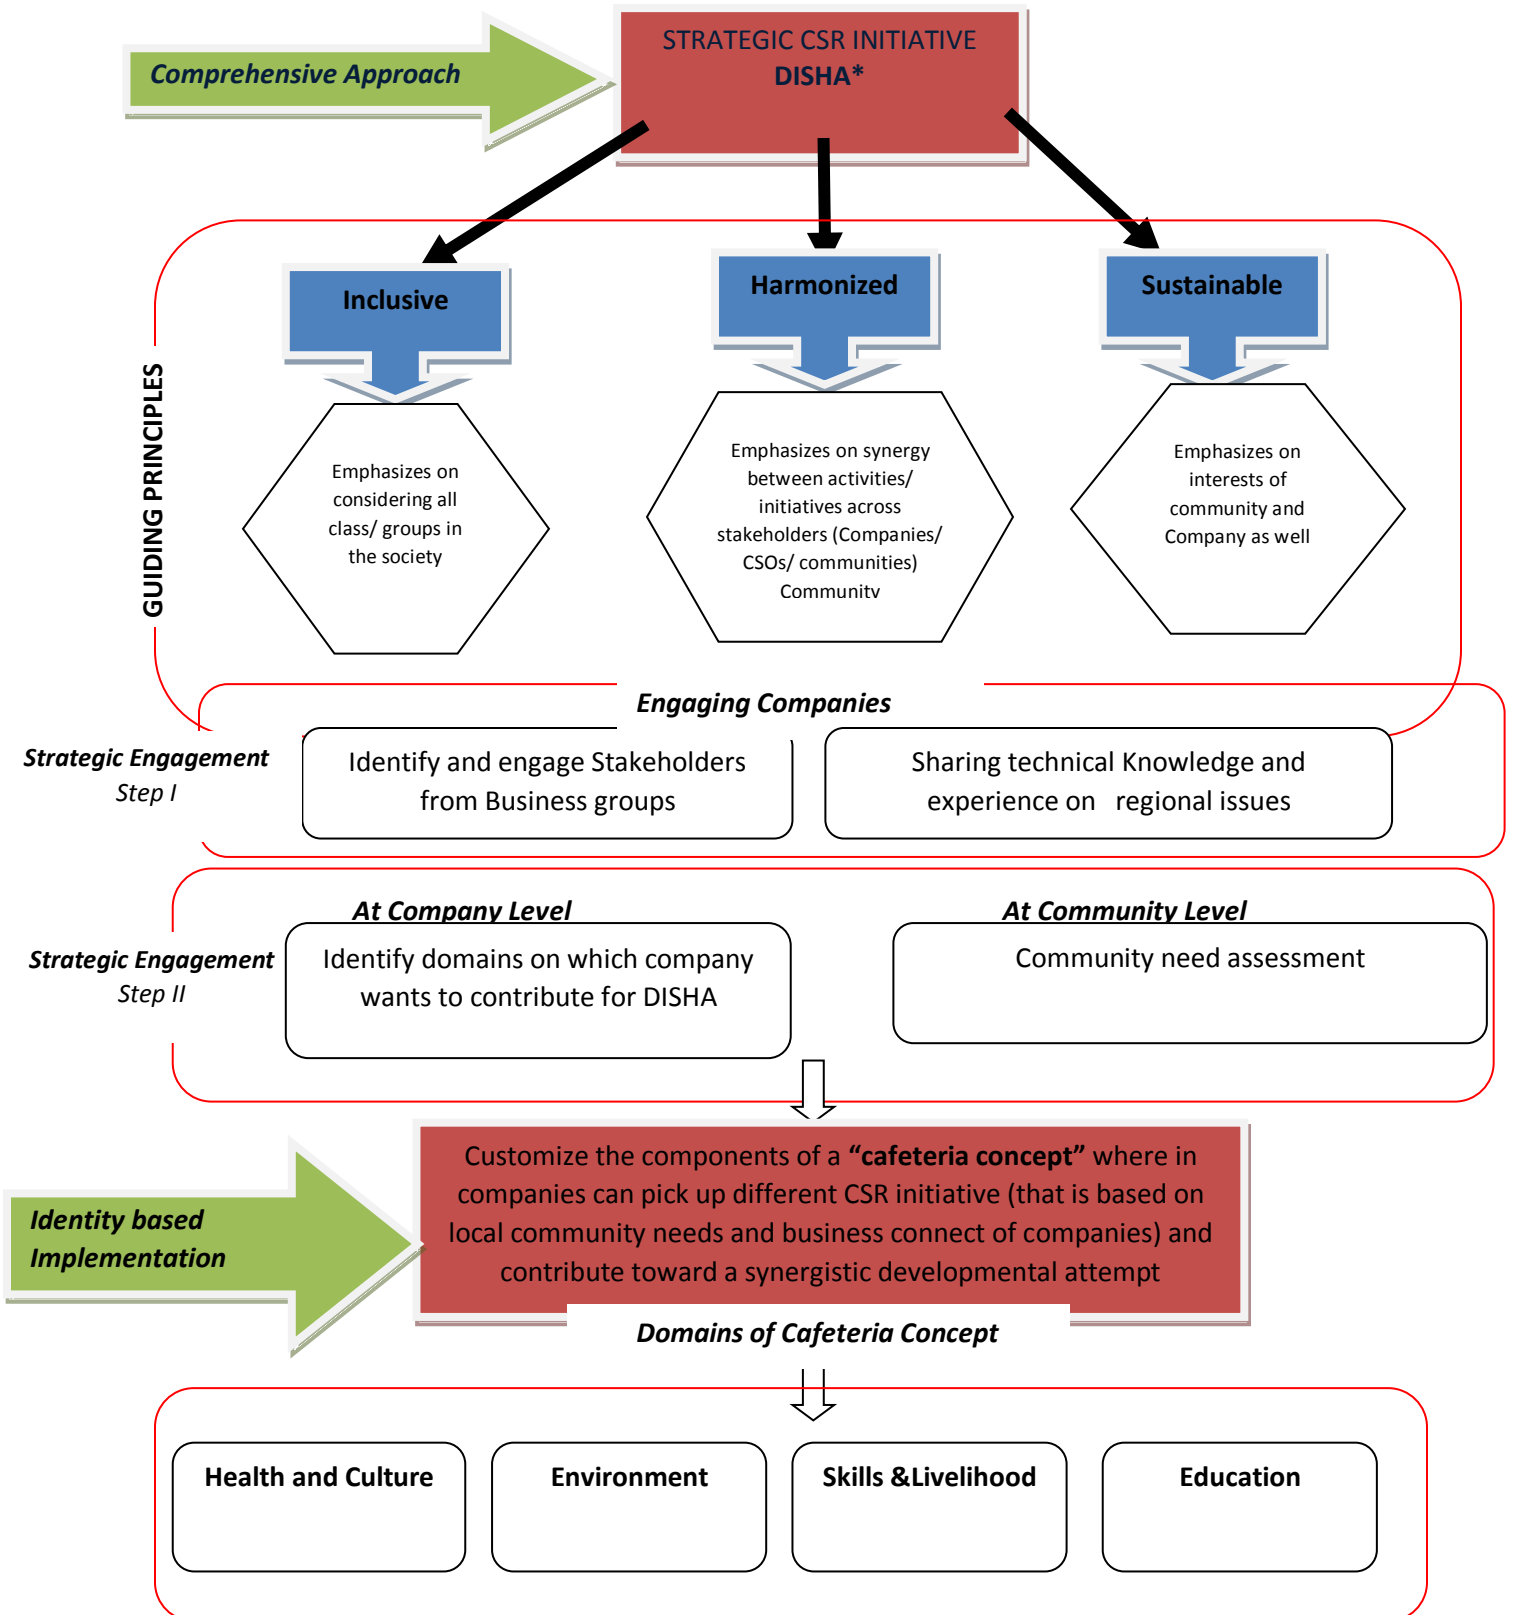 STRATEGIC CSR INITIATIVE
DISHA*
Comprehensive Approach
Inclusive
Harmonized
Sustainable
GUIDING PRINCIPLES
Emphasizes on
considering all
class/ groups in
the society
Emphasizes on synergy
between activities/
initiatives across
stakeholders (Companies/
CSOs/ communities)
Community
Emphasizes on
interests of
community and
Company as well
Engaging Companies
Strategic Engagement
Step I
Identify and engage Stakeholders
from Business groups
Sharing technical Knowledge and
experience on regional issues
At Company Level
At Community Level
Strategic Engagement
Step II
Identify domains on which company
wants to contribute for DISHA
Community need assessment
Identity based
Implementation
Customize the components of a “cafeteria concept” where in
companies can pick up different CSR initiative (that is based on
local community needs and business connect of companies) and
contribute toward a synergistic developmental attempt
Domains of Cafeteria Concept
Health and Culture
Environment
Skills &Livelihood
Education